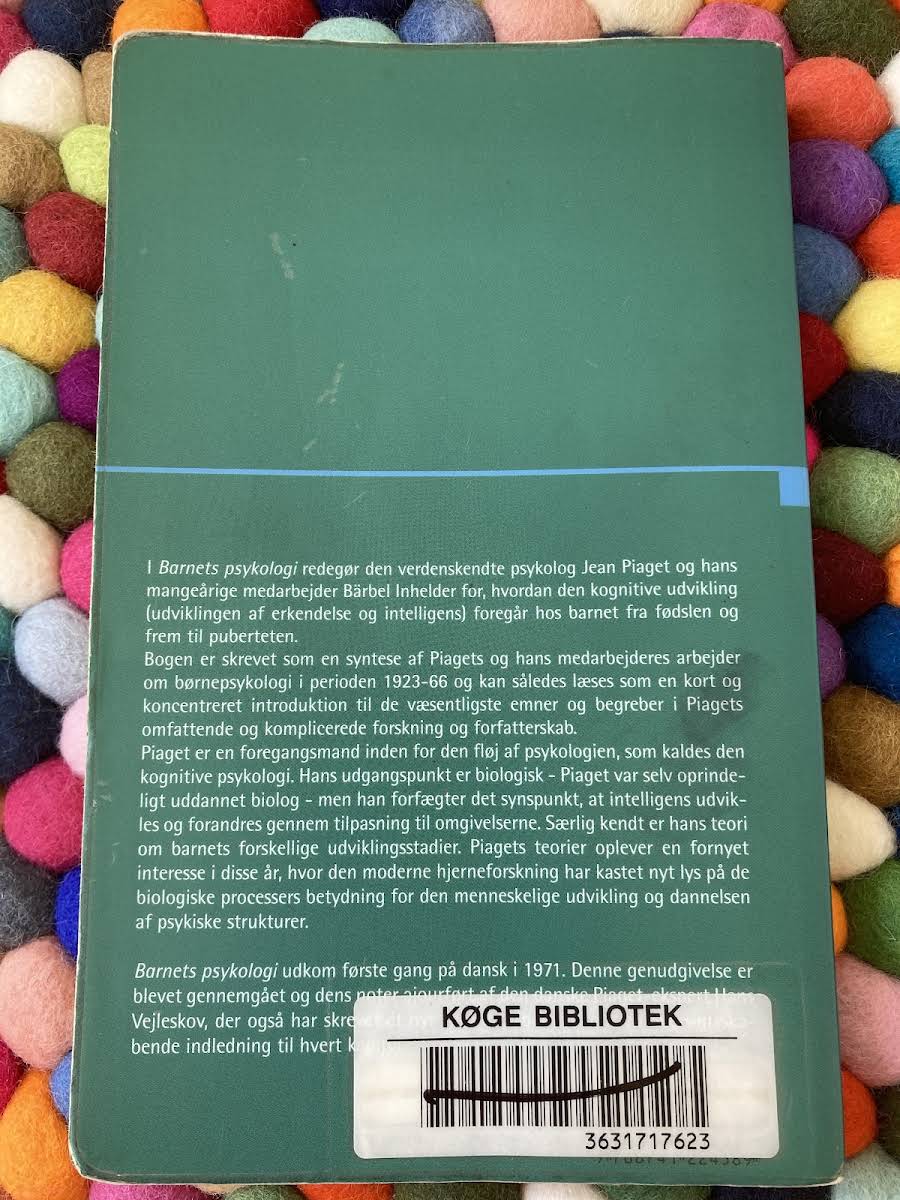 I Barnets psykologi redegør den verdenskendte psykolog Jean Piaget og hans
mangeårige medarbejder Bärbel Inhelder for, hvordan den kognitive udvikling
(udviklingen af erkendelse og intelligens) foregår hos barnet fra fødslen og
frem til puberteten.
Bogen er skrevet som en syntese af Piagets og hans medarbejderes arbejder
om børnepsykologi i perioden 1923-66 og kan således læses som en kort og
koncentreret introduktion til de væsentligste emner og begreber i Piagets
omfattende og komplicerede forskning og forfatterskab.
Piaget er en foregangsmand inden for den fløj af psykologien, som kaldes den
kognitive psykologi. Hans udgangspunkt er biologisk - Piaget var selv oprinde-
ligt uddannet biolog - men han forfægter det synspunkt, at intelligens udvik-
les og forandres gennem tilpasning til omgivelserne. Særlig kendt er hans teori
om barnets forskellige udviklingsstadier. Piagets teorier oplever en fornyet
interesse i disse år, hvor den moderne hjerneforskning har kastet nyt lys på de
biologiske processers betydning for den menneskelige udvikling og dannelsen
af psykiske strukturer.
Barnets psykologi udkom første gang på dansk i 1971. Denne genudgivelse er
blevet gennemgået og dens noter ajourført af den danske Piaget-ekspert Hans
Vejleskov, der også har skrevet et nyt
bende indledning til hvert
KØGE BIBLIOTEK
3631717623